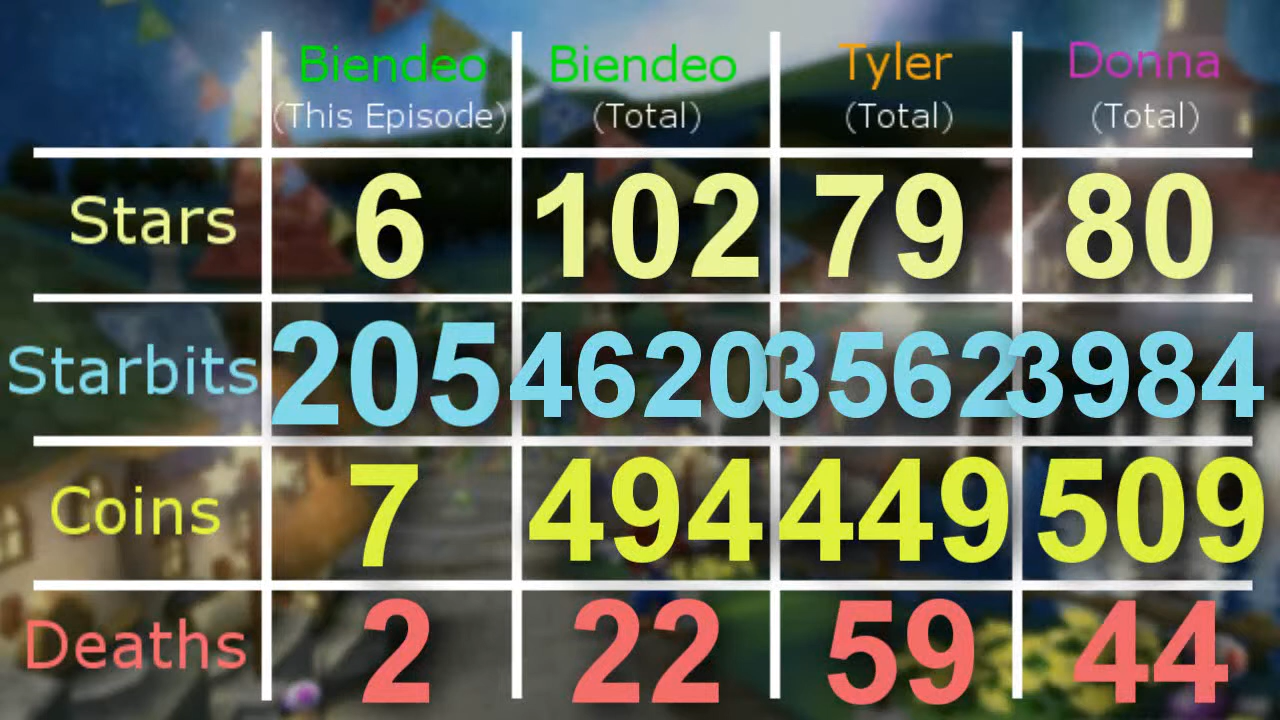 Biendeo Biendeo Tyler Donna
(This Episode) (Total) (Total) (Total)
Stars 6 102 79 80
Starbits 205 4620 3562 3984
Coins 7 494 449 509
Deaths 2 22 59 44